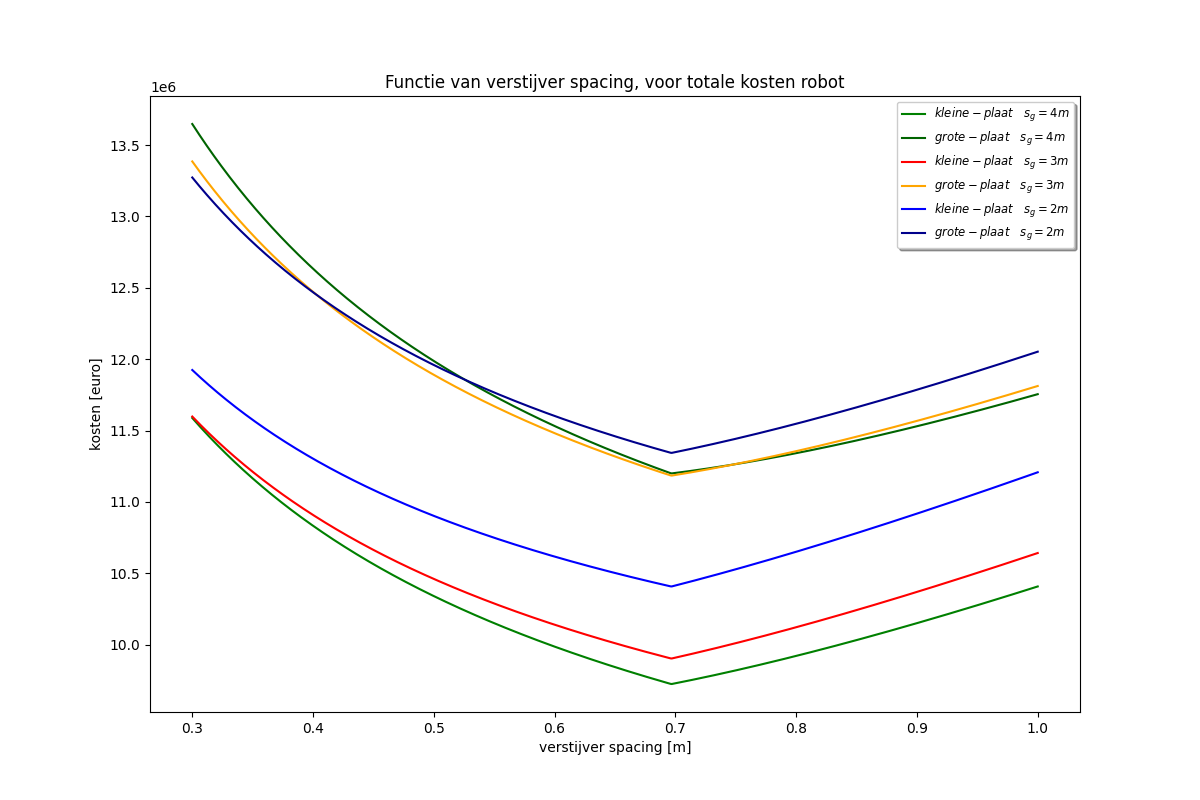 Functie van verstijver spacing, voor totale kosten robot
1e6
13.5
13.0
12.5
12.0
11.5
11.0
10.5
10.0
kosten [euro]
0.3 0.4 0.5 0.6 0.7 0.8 0.9 1.0
verstijver spacing [m]
kleine − plaat s_g = 4m
grote − plaat s_g = 4m
kleine − plaat s_g = 3m
grote − plaat s_g = 3m
kleine − plaat s_g = 2m
grote − plaat s_g = 2m